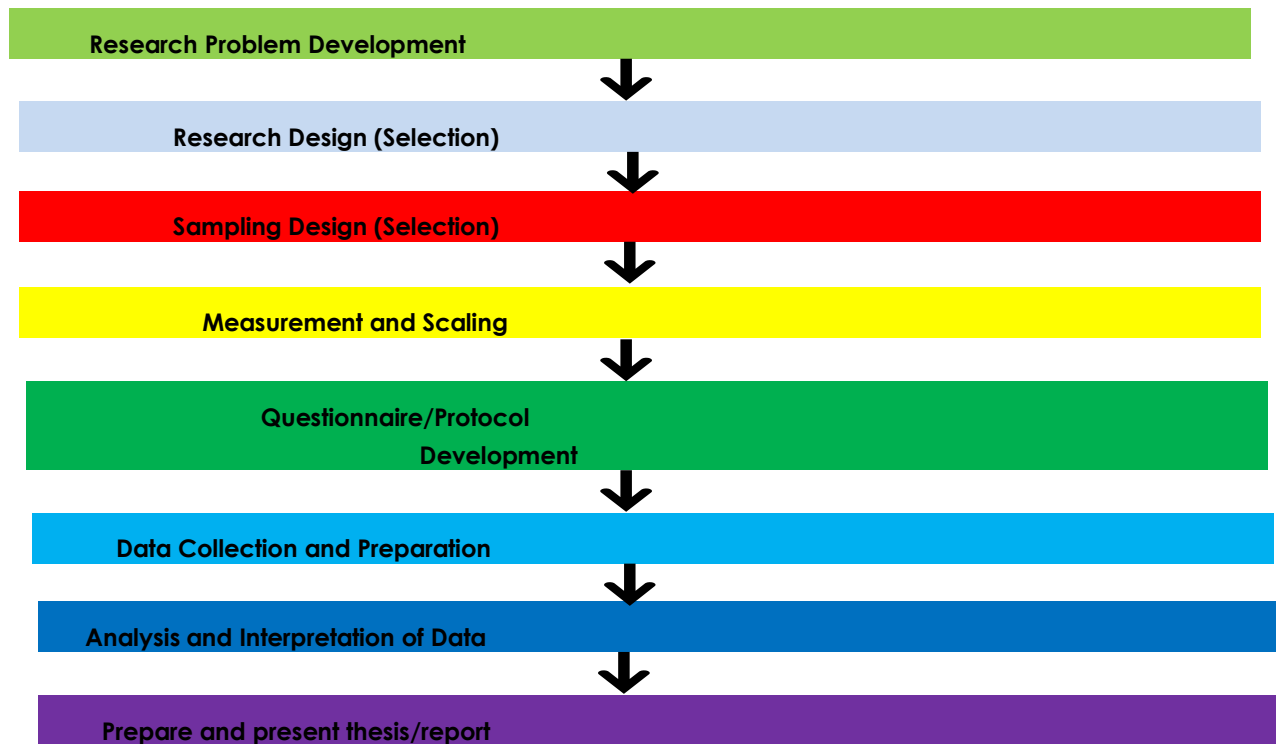 Research Problem Development
Research Design (Selection)
Sampling Design (Selection)
Measurement and Scaling
Questionnaire/Protocol
Development
Data Collection and Preparation
Analysis and Interpretation of Data
Prepare and present thesis/report